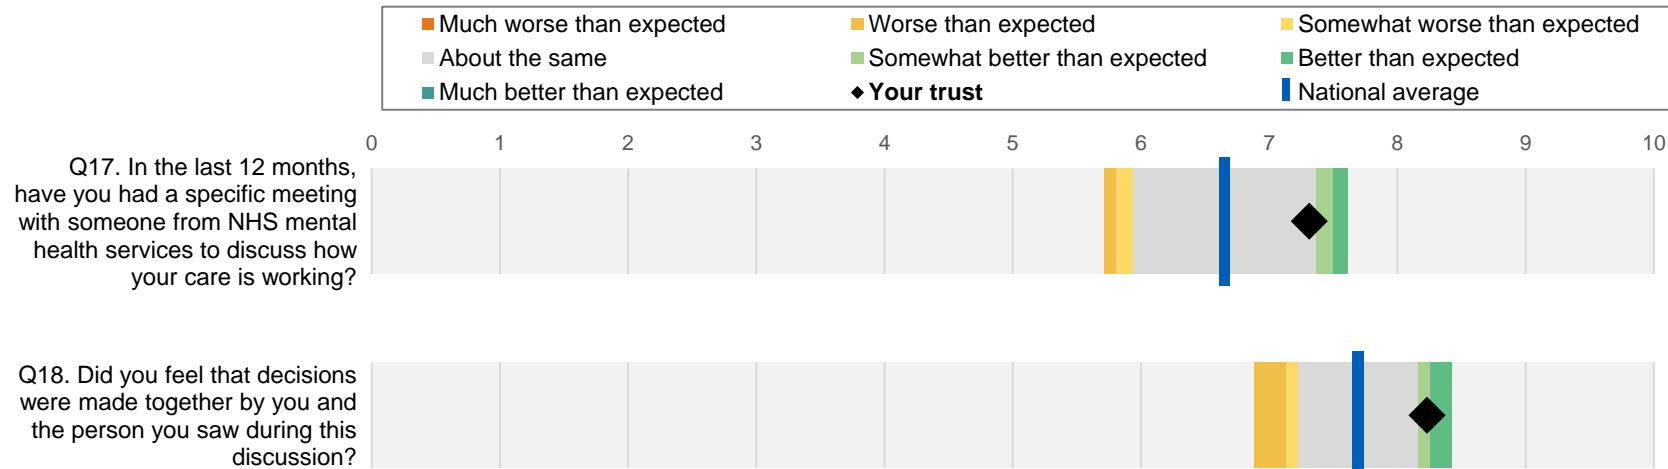 Much worse than expected
Worse than expected
Somewhat worse than expected
About the same
Somewhat better than expected
Better than expected
Much better than expected
Your trust
National average
0 1 2 3 4 5 6 7 8 9 10
Q17. In the last 12 months,
have you had a specific meeting
with someone from NHS mental
health services to discuss how
your care is working?
Q18. Did you feel that decisions
were made together by you and
the person you saw during this
discussion?